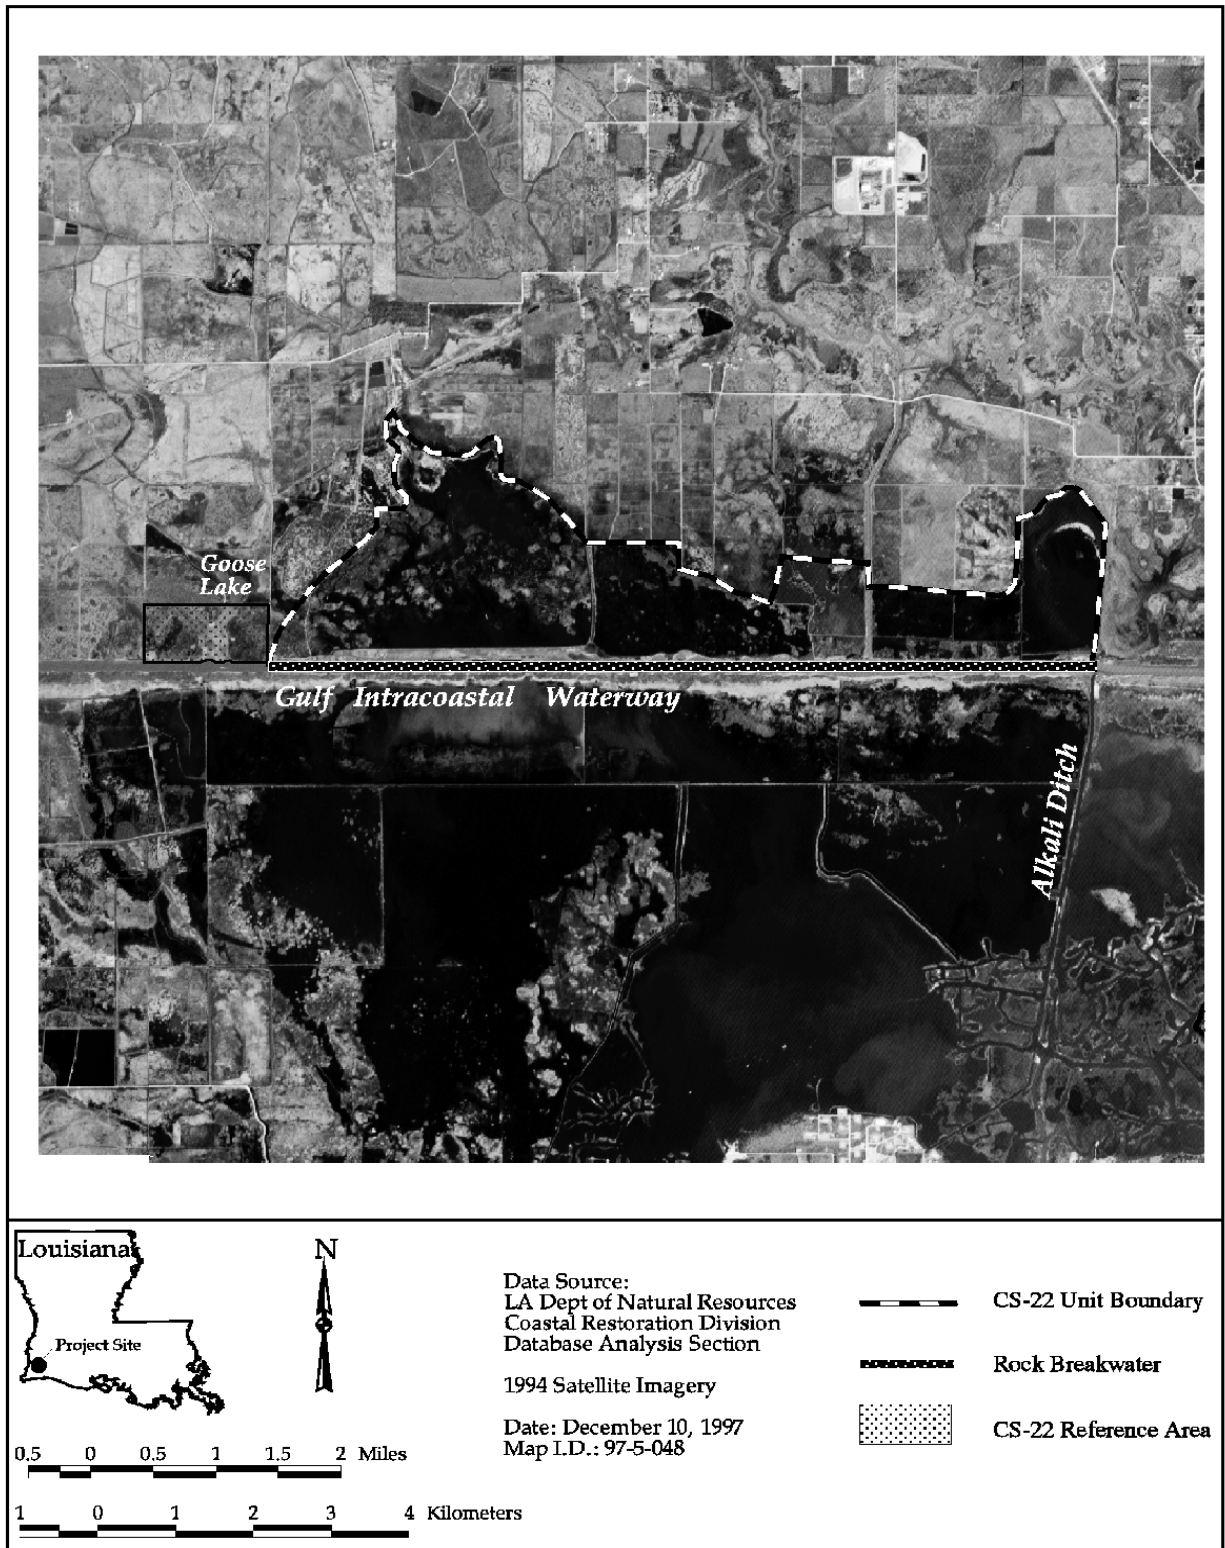 Goose
Lake
Gulf Intracoastal Waterway
Alkali Ditch
Louisiana
Project Site
N
Data Source:
LA Dept of Natural Resources
Coastal Restoration Division
Database Analysis Section
1994 Satellite Imagery
Date: December 10, 1997
Map I.D.: 97-5-048
CS-22 Unit Boundary
Rock Breakwater
CS-22 Reference Area
0.5 0 0.5 1 1.5 2 Miles
1 0 1 2 3 4 Kilometers